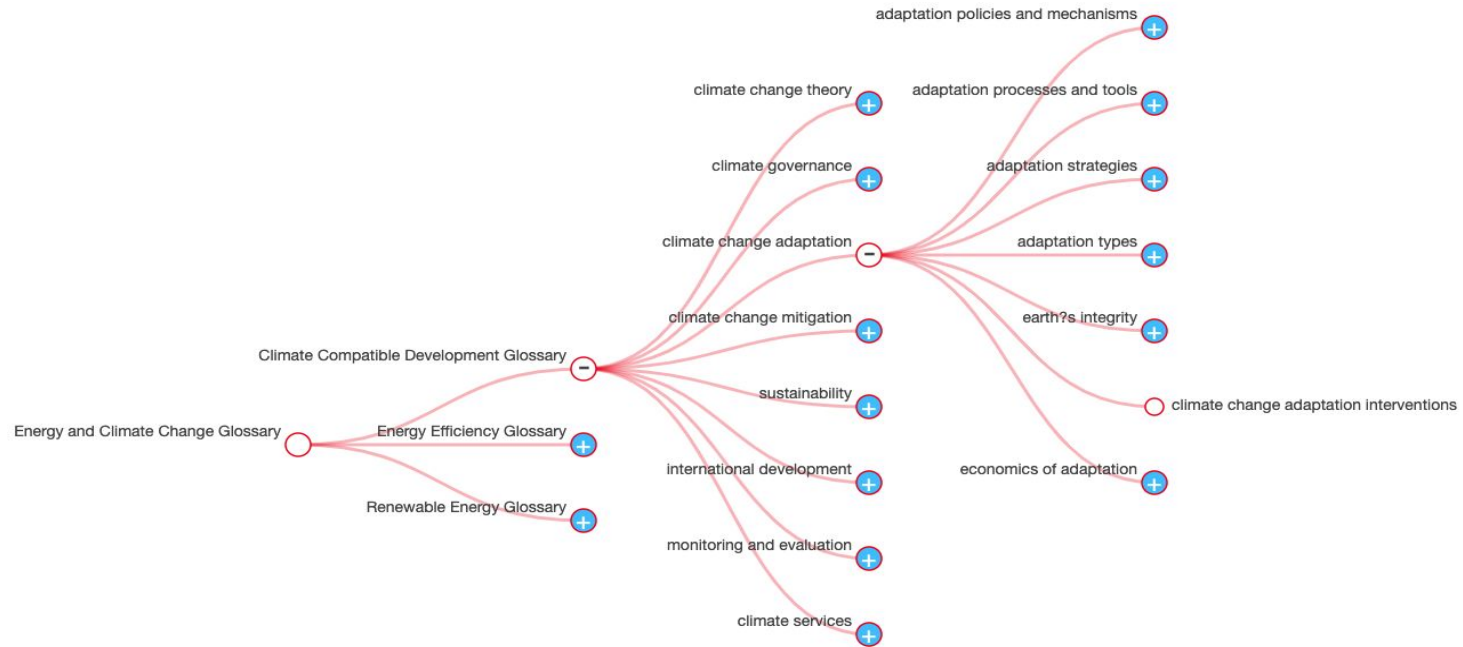 adaptation policies and mechanisms
climate change theory
adaptation processes and tools
climate governance
adaptation strategies
climate change adaptation
adaptation types
climate change mitigation
earth?s integrity
Climate Compatible Development Glossary
sustainability
climate change adaptation interventions
Energy and Climate Change Glossary
Energy Efficiency Glossary
international development
economics of adaptation
Renewable Energy Glossary
monitoring and evaluation
climate services